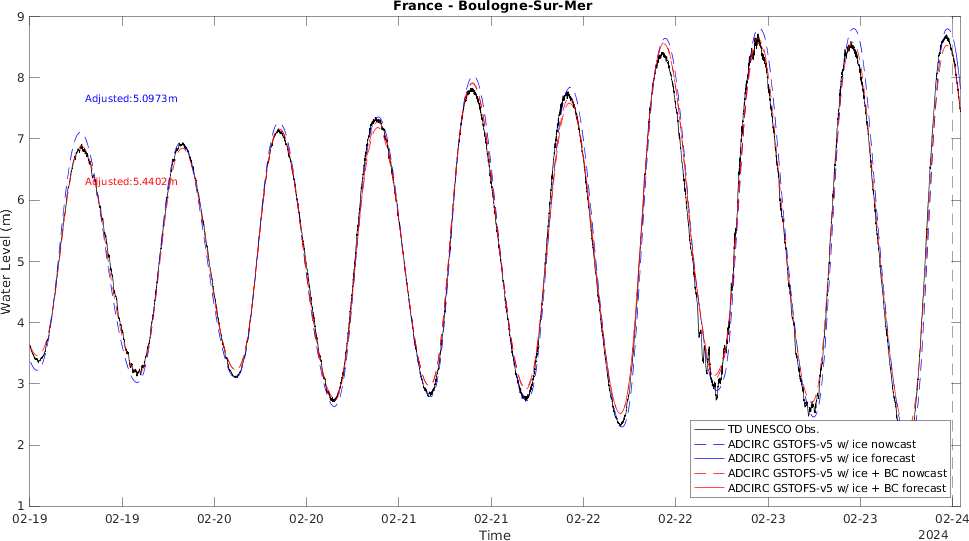 France - Boulogne-Sur-Mer
9
8
7
6
5
4
3
2
1
Water Level (m)
Adjusted:5.0973m
Adjusted:5.4402m
TD UNESCO Obs.
ADCIRC GSTOFS-v5 w/ ice nowcast
ADCIRC GSTOFS-v5 w/ ice forecast
ADCIRC GSTOFS-v5 w/ ice + BC nowcast
ADCIRC GSTOFS-v5 w/ ice + BC forecast
02-19 02-19 02-20 02-20 02-21 02-21 02-22 02-22 02-23 02-23 02-24
Time
2024